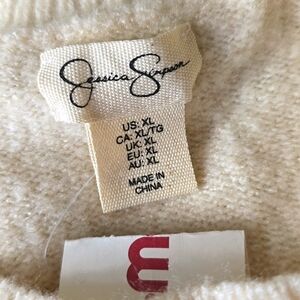 Jessica Simpson
US: XL
CA: XL/TG
UK: XL
EU: XL
AU: XL
MADE IN
CHINA
m